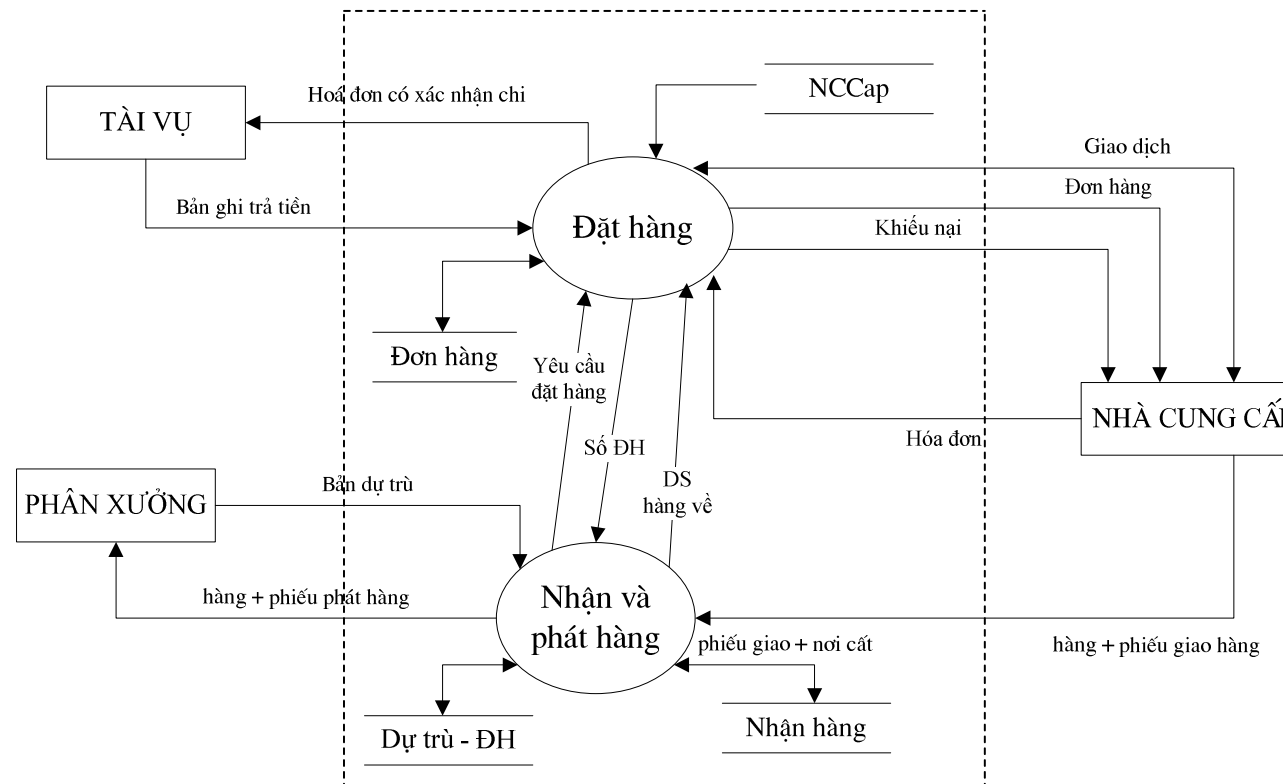 NCCap
Hoá đơn có xác nhận chi
TÀI VỤ
Giao dịch
Đơn hàng
Bản ghi trả tiền
Đặt hàng
Khiếu nại
Đơn hàng
Yêu cầu
đặt hàng
NHÀ CUNG CẤ
Hóa đơn
Số ĐH
DS
hàng về
Bản dự trù
PHÂN XƯỞNG
hàng + phiếu phát hàng
Nhận và
phát hàng
phiếu giao + nơi cất
hàng + phiếu giao hàng
Dự trù - ĐH
Nhận hàng